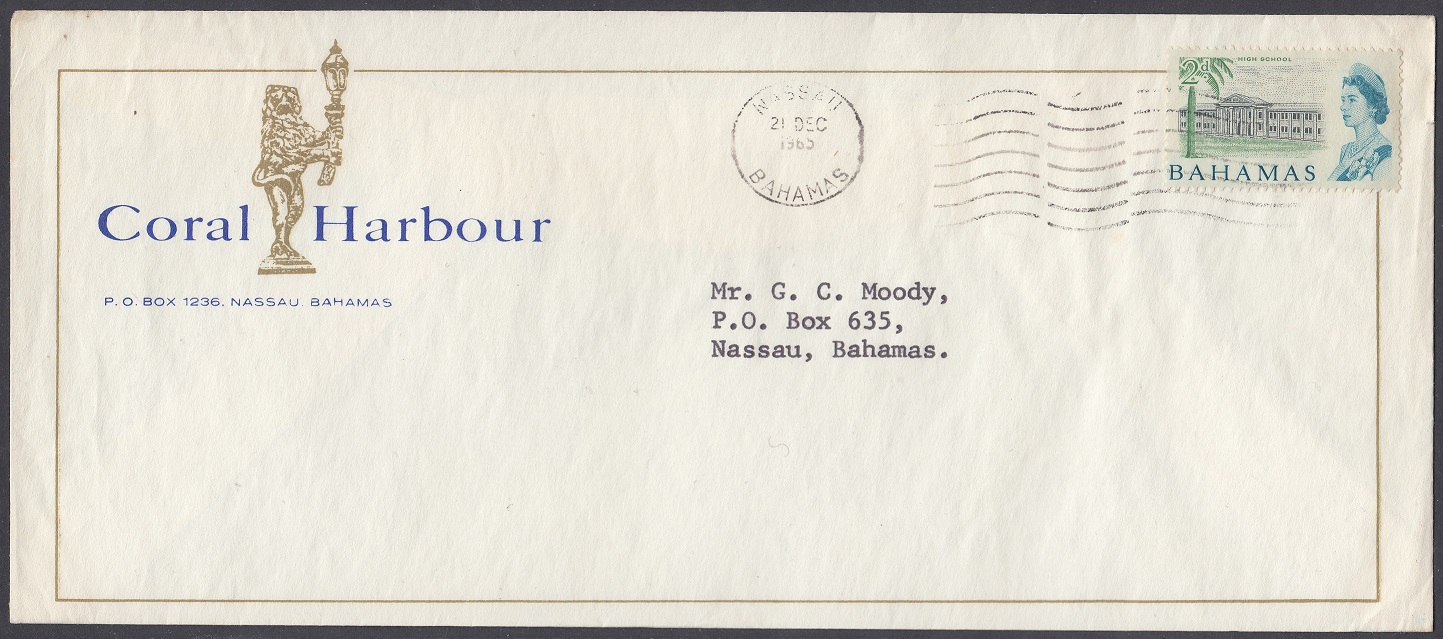 Coral Harbour
P. O. BOX 1236, NASSAU, BAHAMAS
NASSAU
21 DEC
1965
BAHAMAS
2d
HIGH SCHOOL
BAHAMAS
Mr. G. C. Moody,
P.O. Box 635,
Nassau, Bahamas.